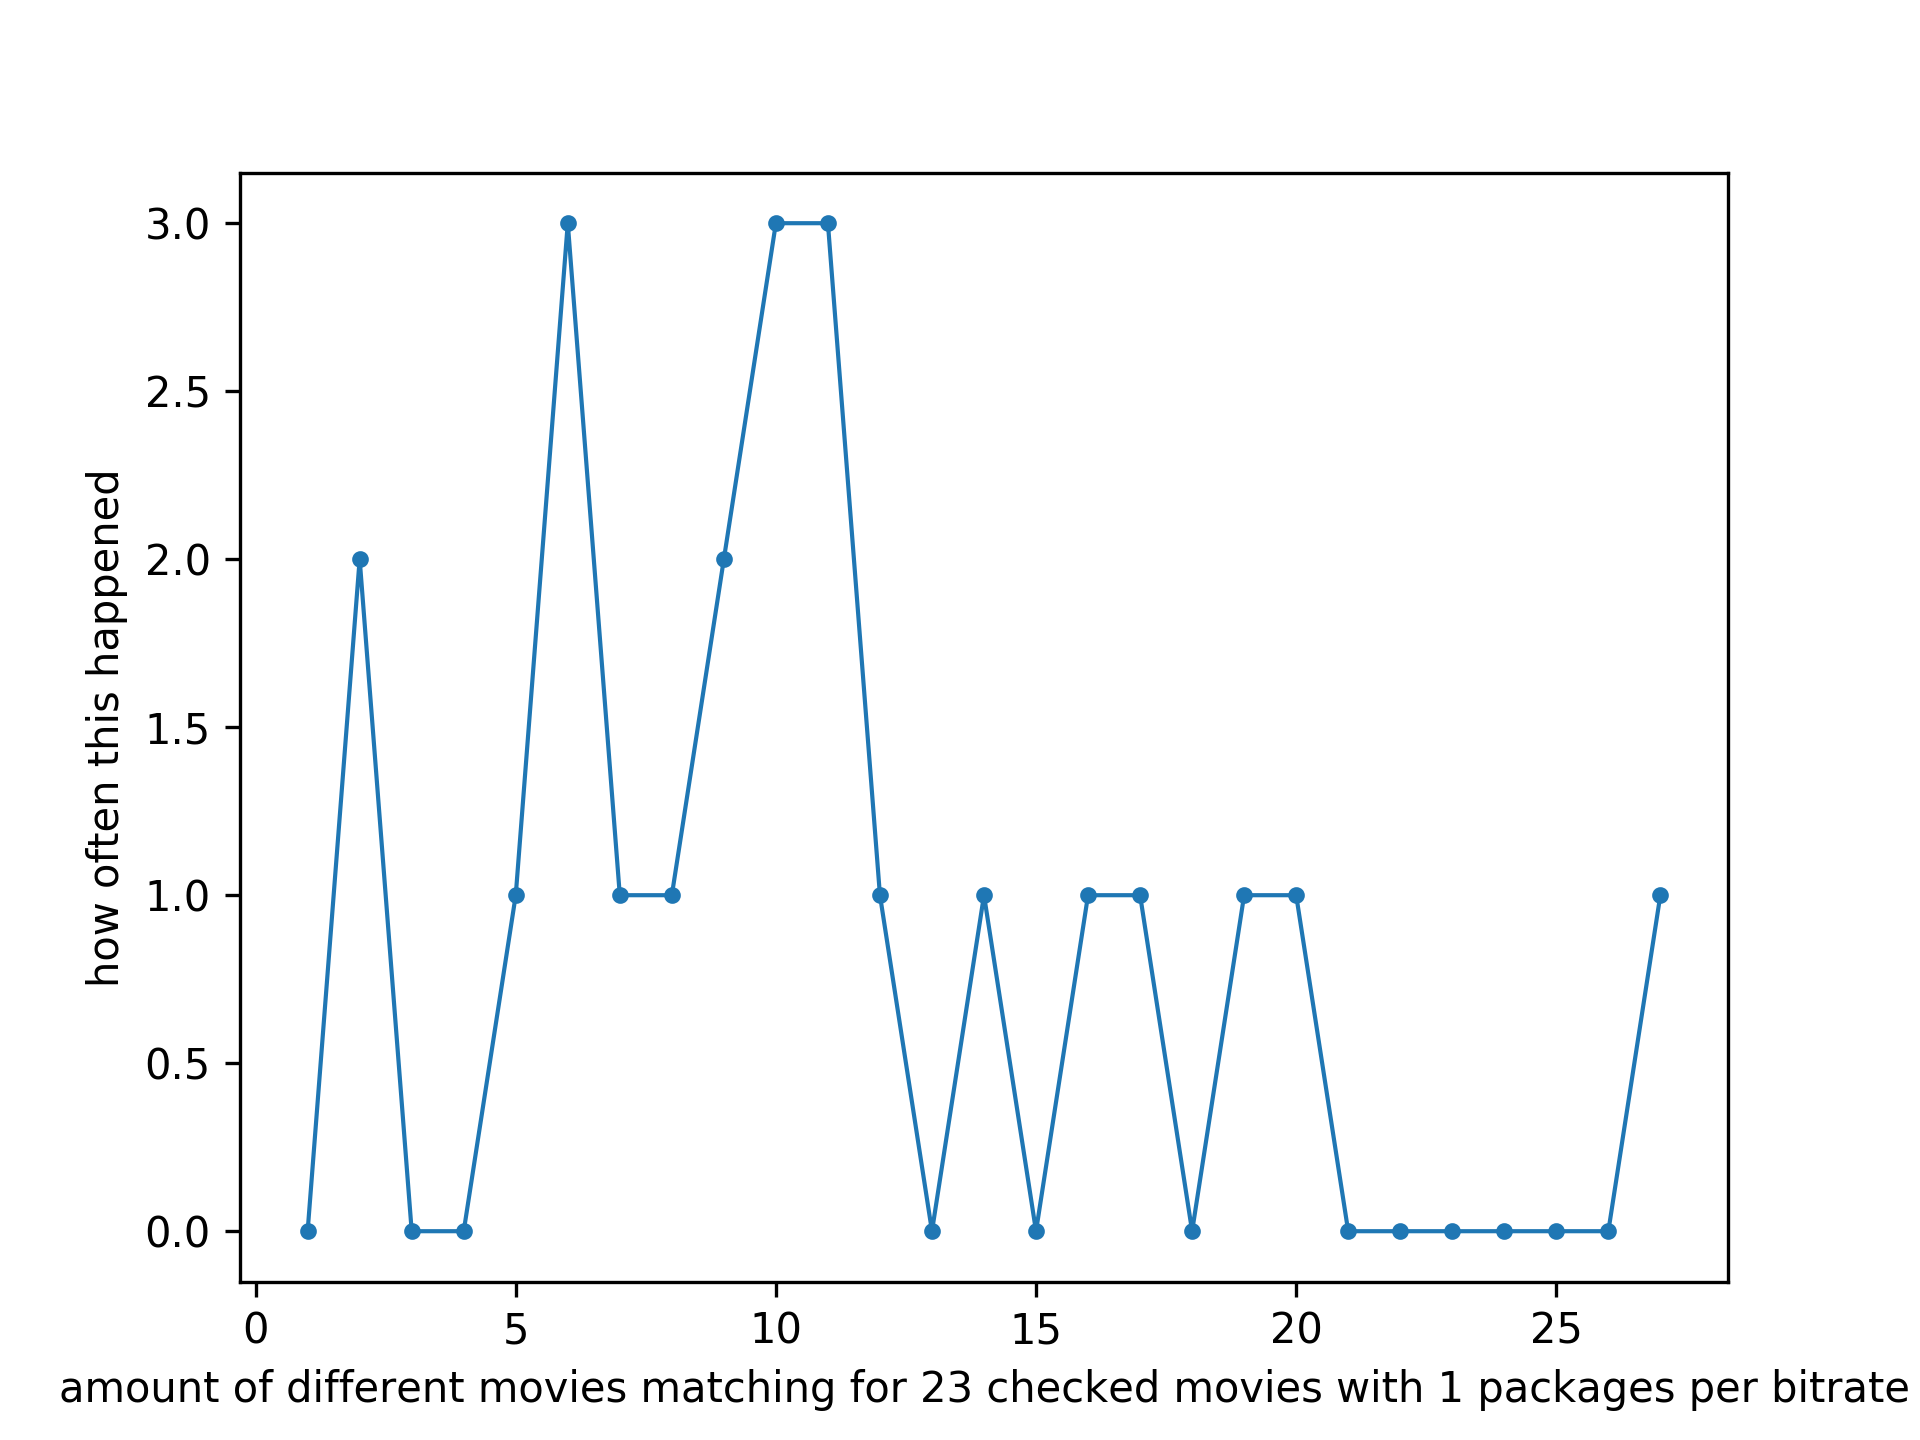 how often this happened
3.0
2.5
2.0
1.5
1.0
0.5
0.0
0 5 10 15 20 25
amount of different movies matching for 23 checked movies with 1 packages per bitrate